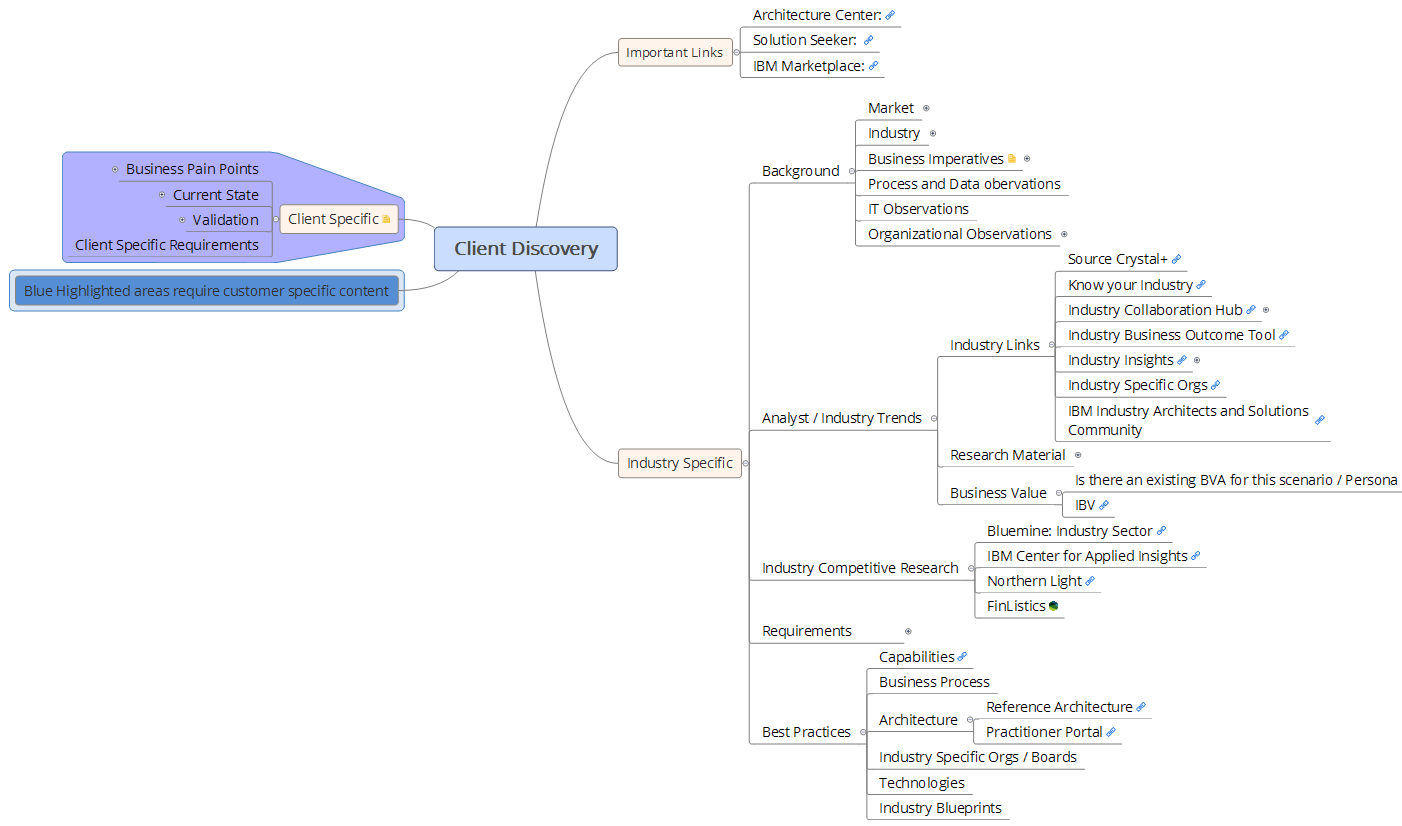 Client Discovery
Important Links
Architecture Center:
Solution Seeker:
IBM Marketplace:
Client Specific
Business Pain Points
Current State
Validation
Client Specific Requirements
Blue Highlighted areas require customer specific content
Industry Specific
Background
Market
Industry
Business Imperatives
Process and Data obervations
IT Observations
Organizational Observations
Analyst / Industry Trends
Industry Links
Source Crystal+
Know your Industry
Industry Collaboration Hub
Industry Business Outcome Tool
Industry Insights
Industry Specific Orgs
IBM Industry Architects and Solutions
Community
Research Material
Business Value
Is there an existing BVA for this scenario / Persona
IBV
Industry Competitive Research
Bluemine: Industry Sector
IBM Center for Applied Insights
Northern Light
FinListics
Requirements
Best Practices
Capabilities
Business Process
Architecture
Reference Architecture
Practitioner Portal
Industry Specific Orgs / Boards
Technologies
Industry Blueprints